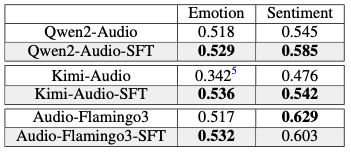 Emotion Sentiment
Qwen2-Audio 0.518 0.545
Qwen2-Audio-SFT 0.529 0.585
Kimi-Audio 0.342⁵ 0.476
Kimi-Audio-SFT 0.536 0.542
Audio-Flamingo3 0.517 0.629
Audio-Flamingo3-SFT 0.532 0.603